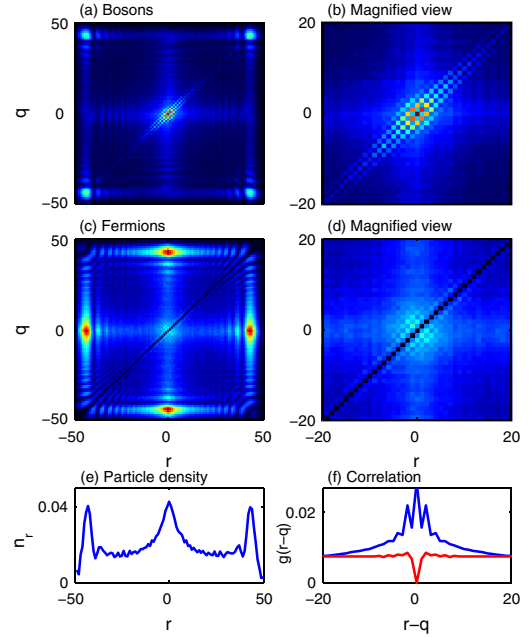 (a) Bosons
(b) Magnified view
50
0
−50
q
20
0
−20
(c) Fermions
(d) Magnified view
50
0
−50
q
−50
0
50
r
20
0
−20
−20
0
20
r
(e) Particle density
(f) Correlation
0.04
0
n_r
−50
0
50
r
0.02
0
g(r−q)
−20
0
20
r−q